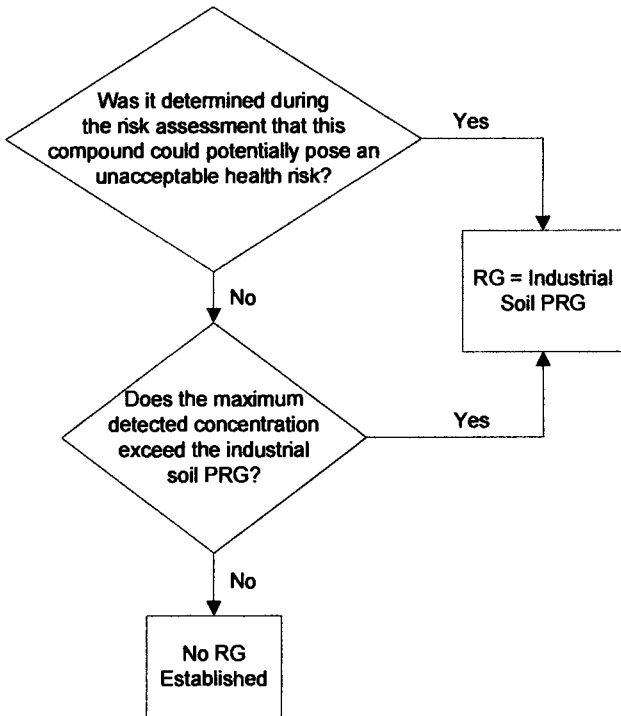 Was it determined during
the risk assessment that this
compound could potentially pose an
unacceptable health risk?
Yes
RG = Industrial
Soil PRG
No
Does the maximum
detected concentration
exceed the industrial
soil PRG?
Yes
No
No RG
Established